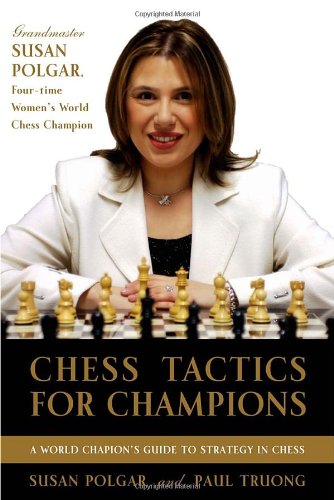 Grandmaster
SUSAN
POLGAR,
Four-time
Women's World
Chess Champion
CHESS TACTICS
FOR CHAMPIONS
A WORLD CHAPION'S GUIDE TO STRATEGY IN CHESS
SUSAN POLGAR and PAUL TRUONG